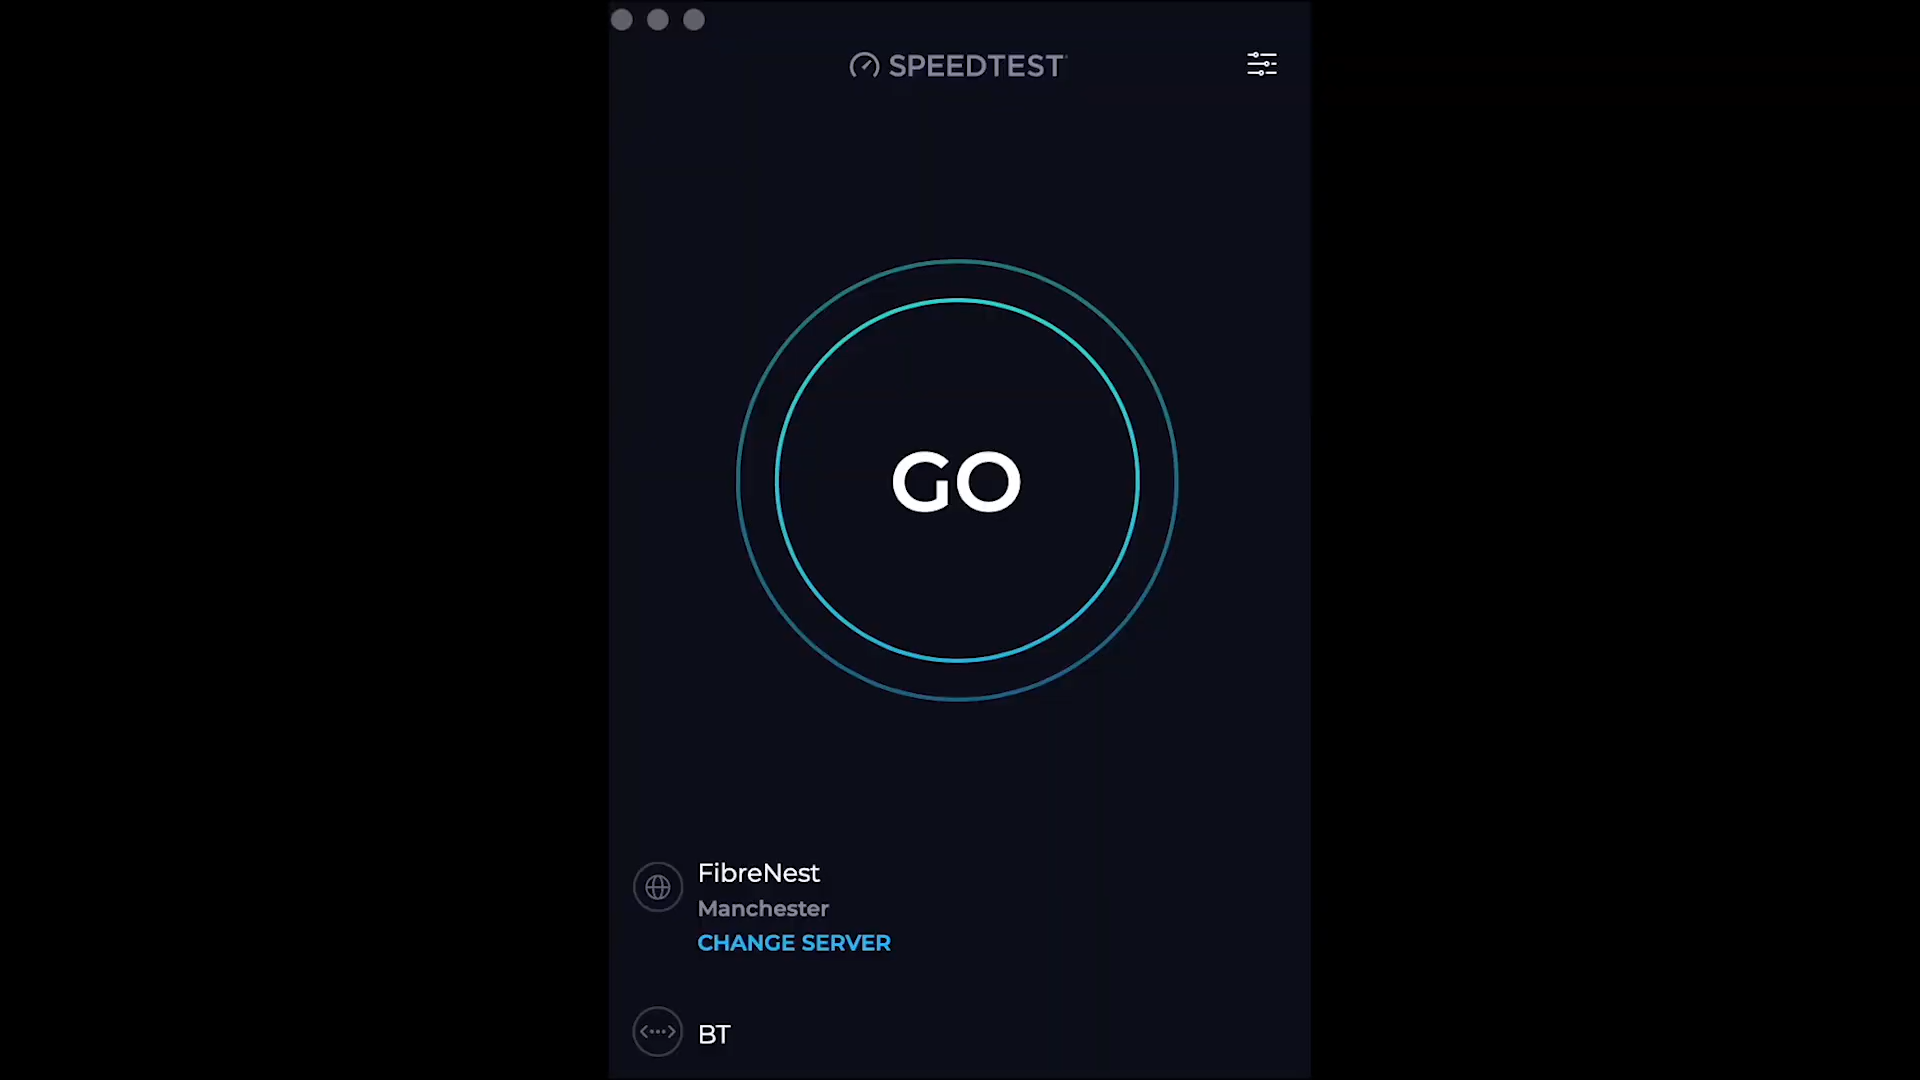 SPEEDTEST
GO
FibreNest
Manchester
CHANGE SERVER
BT